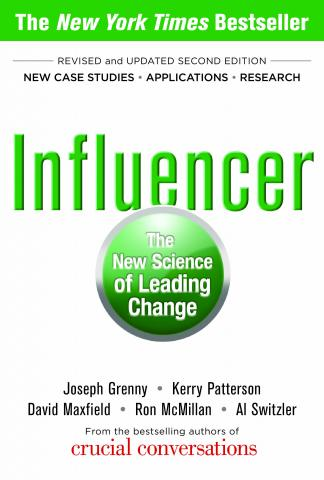 The New York Times Bestseller
REVISED and UPDATED SECOND EDITION
NEW CASE STUDIES • APPLICATIONS • RESEARCH
Influencer
The
New Science
of Leading
Change
Joseph Grenny • Kerry Patterson
David Maxfield • Ron McMillan • Al Switzler
From the bestselling authors of
crucial conversations